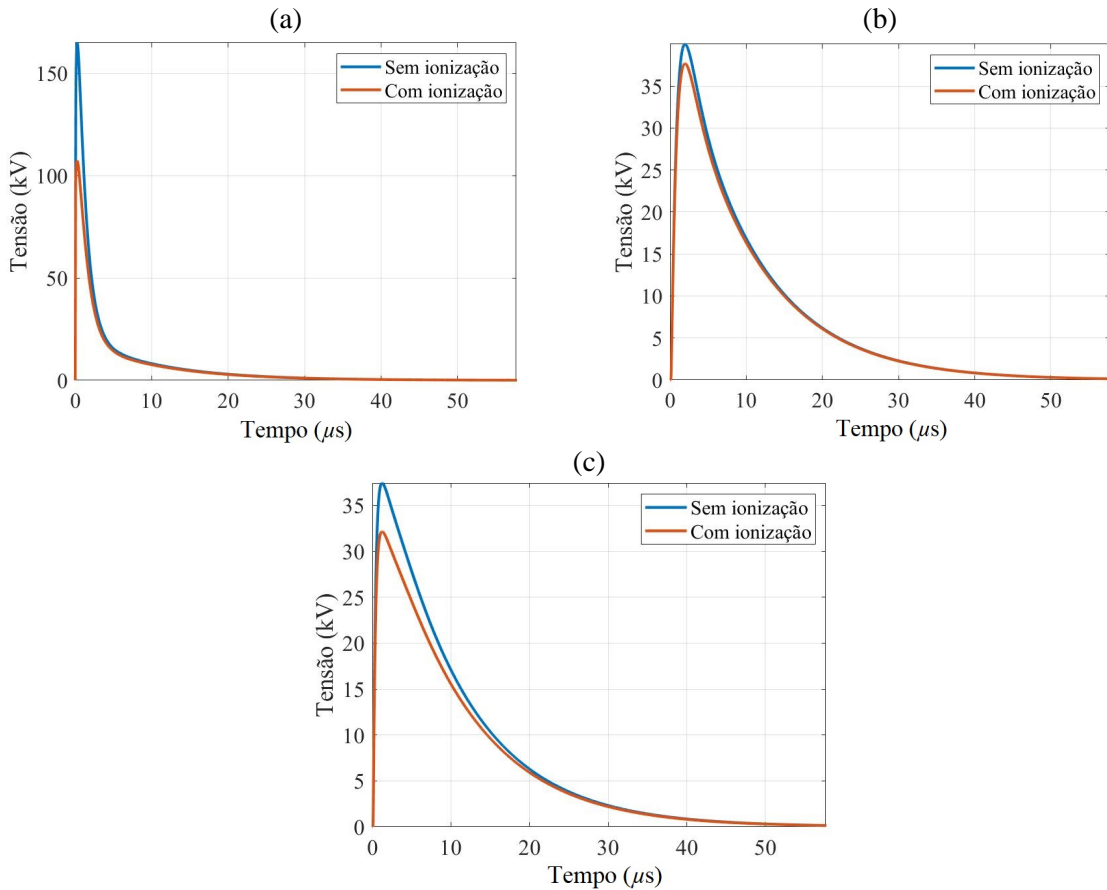 (a)
150
100
50
0
Tensão (kV)
Sem ionização
Com ionização
0 10 20 30 40 50
Tempo (µs)
(b)
35
30
25
20
15
10
5
0
Tensão (kV)
Sem ionização
Com ionização
0 10 20 30 40 50
Tempo (µs)
(c)
35
30
25
20
15
10
5
0
Tensão (kV)
Sem ionização
Com ionização
0 10 20 30 40 50
Tempo (µs)